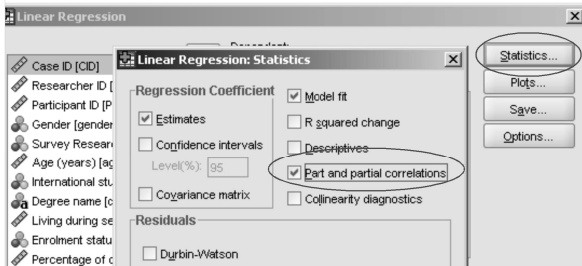 Linear Regression
Dependent:
Case ID [CID]
Researcher ID [
Participant ID [P
Gender [gender
Survey Resear
Age (years) [ag
International stu
Degree name [c
Living during se
Enrolment statu
Percentage of c
Linear Regression: Statistics
Regression Coefficient
Estimates
Confidence intervals
Level(%): 95
Covariance matrix
Model fit
R squared change
Descriptives
Part and partial correlations
Collinearity diagnostics
Residuals
Durbin-Watson
Statistics...
Plots...
Save...
Options...